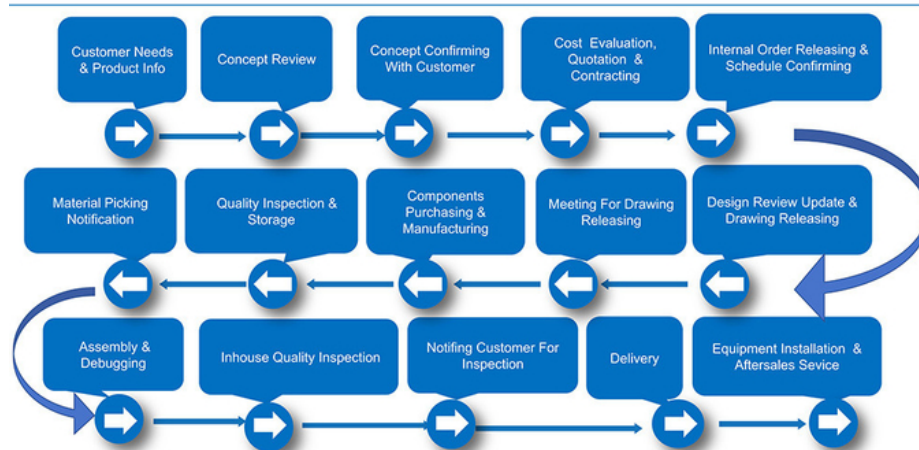 Customer Needs
& Product Info
Concept Review
Concept Confirming
With Customer
Cost Evaluation,
Quotation &
Contracting
Internal Order Releasing &
Schedule Confirming
Material Picking
Notification
Quality Inspection &
Storage
Components
Purchasing &
Manufacturing
Meeting For Drawing
Releasing
Design Review Update &
Drawing Releasing
Assembly &
Debugging
Inhouse Quality Inspection
Notifing Customer For
Inspection
Delivery
Equipment Installation &
Aftersales Sevice